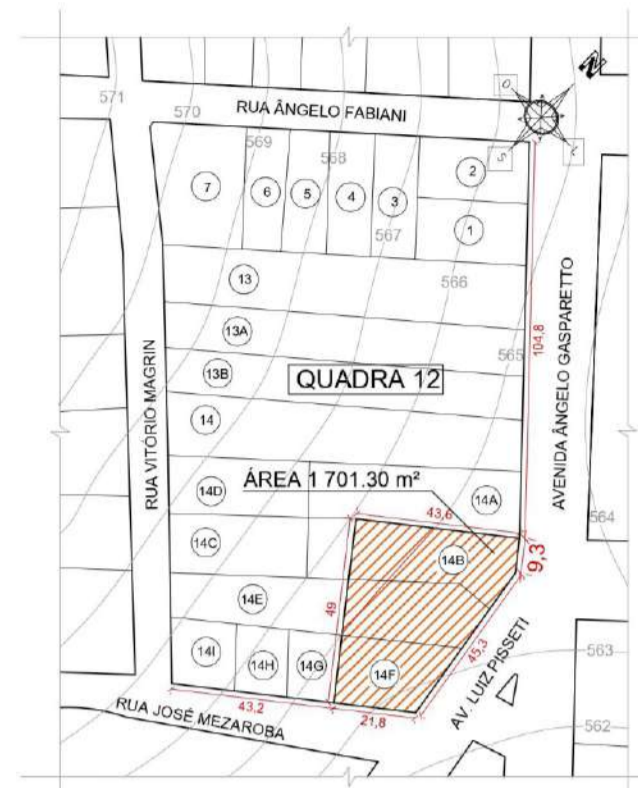 571
570
RUA ÂNGELO FABIANI
N
O
S
L
569
568
2
7
6
5
4
3
1
567
566
13
13A
565
104,8
AVENIDA ÂNGELO GASPARETTO
RUA VITÓRIO MAGRIN
13B
QUADRA 12
14
ÁREA 1 701.30 m²
14D
14A
43,6
564
14C
14B
9,3
14E
49
45,3
14I
14H
14G
14F
AV. LUIZ PISSETI
563
43,2
21,8
RUA JOSÉ MEZAROBA
562